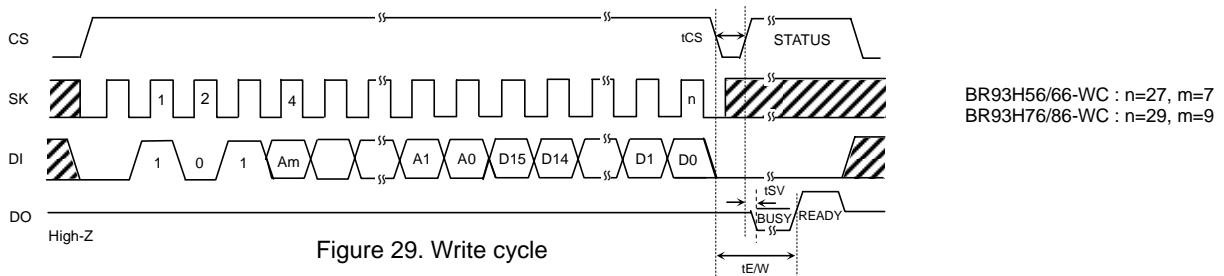 CS
tCS
STATUS
SK
1 2 4 n
BR93H56/66-WC : n=27, m=7
BR93H76/86-WC : n=29, m=9
DI
1 0 1 Am A1 A0 D15 D14 D1 D0
tSV
DO
BUSY READY
High-Z
Figure 29. Write cycle
tE/W